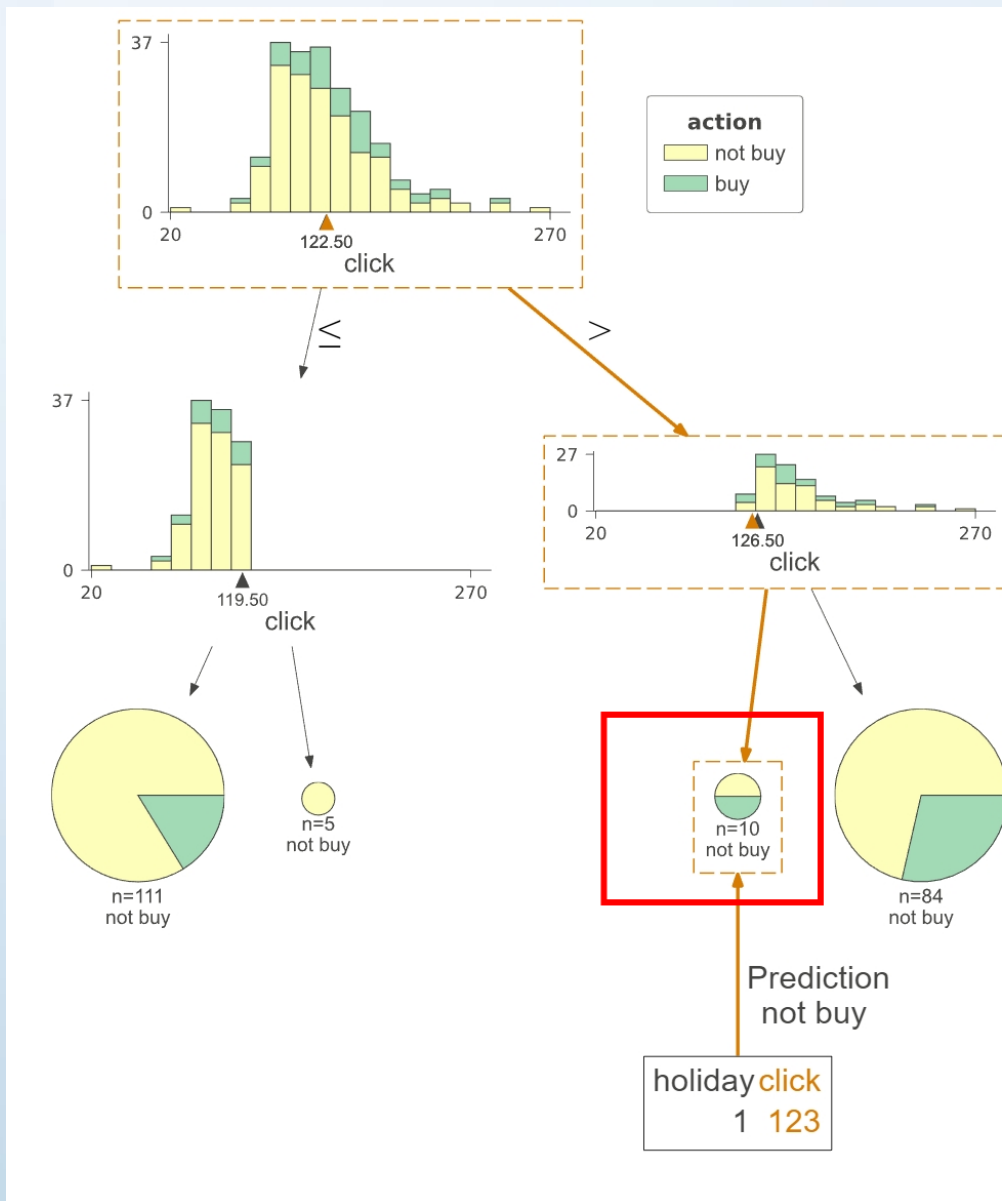 37
0
20
122.50
270
click
action
not buy
buy
≤
>
37
0
20
119.50
270
click
27
0
20
126.50
270
click
n=111
not buy
n=5
not buy
n=10
not buy
n=84
not buy
Prediction
not buy
holiday click
1 123